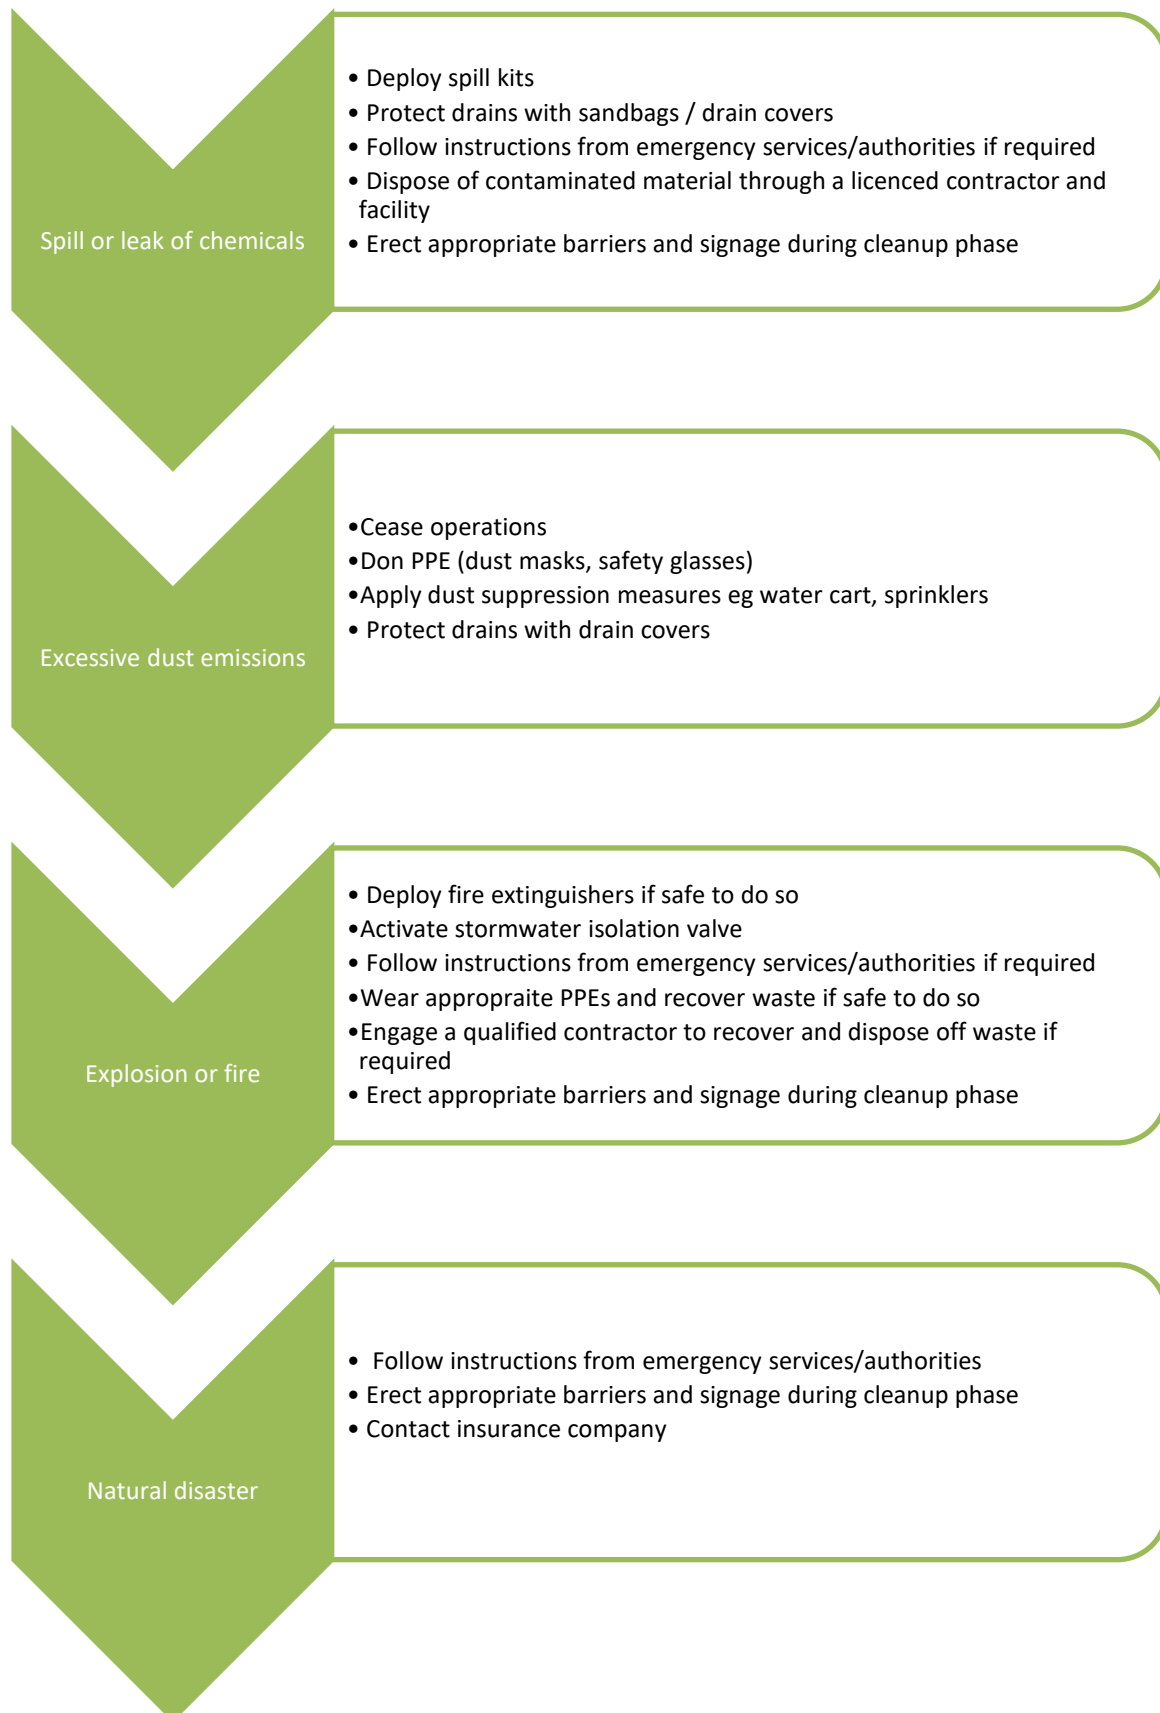 Spill or leak of chemicals
• Deploy spill kits
• Protect drains with sandbags / drain covers
• Follow instructions from emergency services/authorities if required
• Dispose of contaminated material through a licenced contractor and
facility
• Erect appropriate barriers and signage during cleanup phase
Excessive dust emissions
•Cease operations
•Don PPE (dust masks, safety glasses)
•Apply dust suppression measures eg water cart, sprinklers
• Protect drains with drain covers
Explosion or fire
• Deploy fire extinguishers if safe to do so
•Activate stormwater isolation valve
• Follow instructions from emergency services/authorities if required
•Wear appropraite PPEs and recover waste if safe to do so
•Engage a qualified contractor to recover and dispose off waste if
required
• Erect appropriate barriers and signage during cleanup phase
Natural disaster
• Follow instructions from emergency services/authorities
• Erect appropriate barriers and signage during cleanup phase
• Contact insurance company